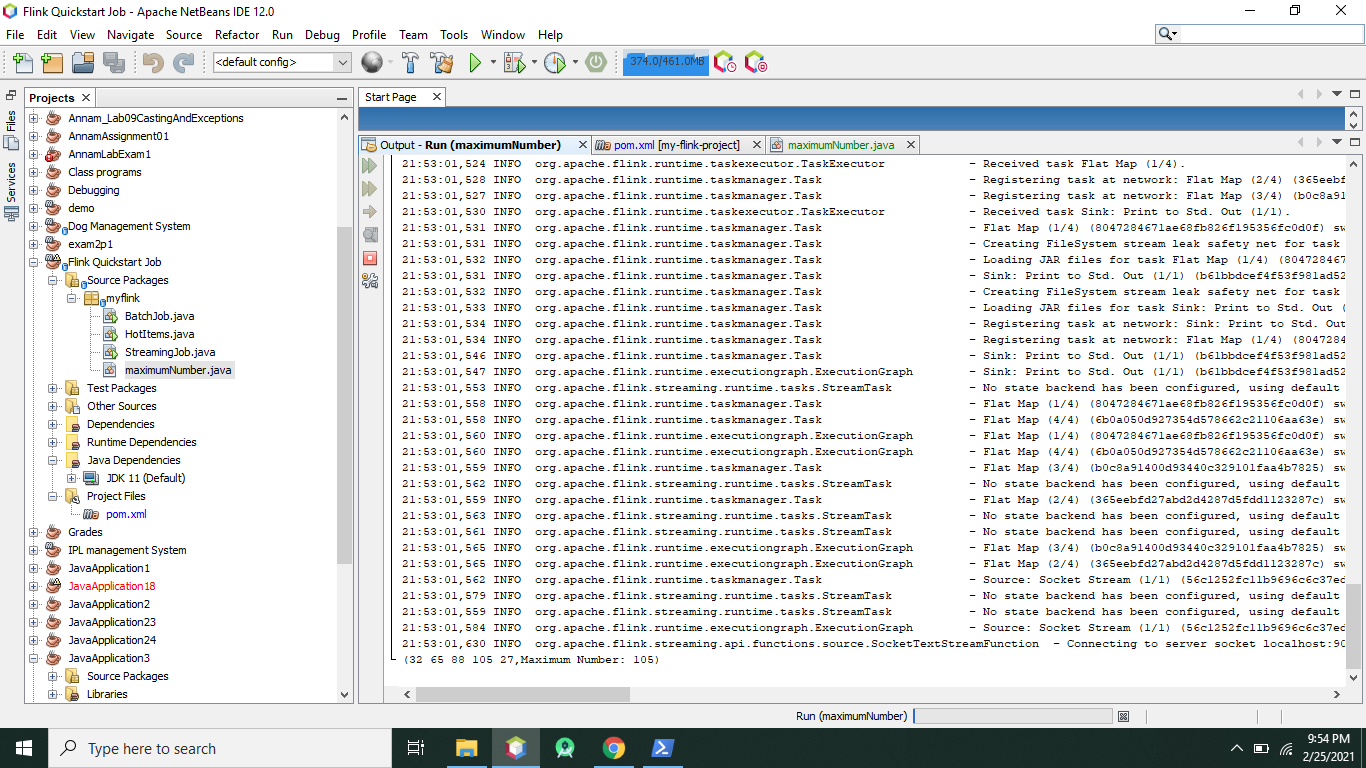 Flink Quickstart Job - Apache NetBeans IDE 12.0
File Edit View Navigate Source Refactor Run Debug Profile Team Tools Window Help
<default config>
374.0/461.0MB
Files
Services
Projects
Annam_Lab09CastingAndExceptions
AnnamAssignment01
AnnamLabExam1
Class programs
Debugging
demo
Dog Management System
exam2p1
Flink Quickstart Job
Source Packages
myflink
BatchJob.java
HotItems.java
StreamingJob.java
maximumNumber.java
Test Packages
Other Sources
Dependencies
Runtime Dependencies
Java Dependencies
JDK 11 (Default)
Project Files
pom.xml
Grades
IPL management System
JavaApplication1
JavaApplication18
JavaApplication2
JavaApplication23
JavaApplication24
JavaApplication3
Source Packages
Libraries
Start Page
Output - Run (maximumNumber) pom.xml [my-flink-project] maximumNumber.java
21:53:01,524 INFO org.apache.flink.runtime.taskexecutor.TaskExecutor - Received task Flat Map (1/4).
21:53:01,528 INFO org.apache.flink.runtime.taskmanager.Task - Registering task at network: Flat Map (2/4) (365eebf
21:53:01,527 INFO org.apache.flink.runtime.taskmanager.Task - Registering task at network: Flat Map (3/4) (b0c8a91
21:53:01,530 INFO org.apache.flink.runtime.taskexecutor.TaskExecutor - Received task Sink: Print to Std. Out (1/1).
21:53:01,531 INFO org.apache.flink.runtime.taskmanager.Task - Flat Map (1/4) (8047284671ae68fb826f195356fc0d0f) sw
21:53:01,531 INFO org.apache.flink.runtime.taskmanager.Task - Creating FileSystem stream leak safety net for task
21:53:01,532 INFO org.apache.flink.runtime.taskmanager.Task - Loading JAR files for task Flat Map (1/4) (804728467
21:53:01,531 INFO org.apache.flink.runtime.taskmanager.Task - Sink: Print to Std. Out (1/1) (b61bbdcef4f53f981ad52
21:53:01,532 INFO org.apache.flink.runtime.taskmanager.Task - Creating FileSystem stream leak safety net for task
21:53:01,533 INFO org.apache.flink.runtime.taskmanager.Task - Loading JAR files for task Sink: Print to Std. Out (
21:53:01,534 INFO org.apache.flink.runtime.taskmanager.Task - Registering task at network: Sink: Print to Std. Out
21:53:01,534 INFO org.apache.flink.runtime.taskmanager.Task - Registering task at network: Flat Map (1/4) (8047284
21:53:01,546 INFO org.apache.flink.runtime.taskmanager.Task - Sink: Print to Std. Out (1/1) (b61bbdcef4f53f981ad52
21:53:01,547 INFO org.apache.flink.runtime.executiongraph.ExecutionGraph - Sink: Print to Std. Out (1/1) (b61bbdcef4f53f981ad52
21:53:01,553 INFO org.apache.flink.streaming.runtime.tasks.StreamTask - No state backend has been configured, using default
21:53:01,558 INFO org.apache.flink.runtime.taskmanager.Task - Flat Map (1/4) (8047284671ae68fb826f195356fc0d0f) sw
21:53:01,558 INFO org.apache.flink.runtime.taskmanager.Task - Flat Map (4/4) (6b0a050d927354d578662c21106aa63e) sw
21:53:01,560 INFO org.apache.flink.runtime.executiongraph.ExecutionGraph - Flat Map (1/4) (8047284671ae68fb826f195356fc0d0f) sw
21:53:01,560 INFO org.apache.flink.runtime.executiongraph.ExecutionGraph - Flat Map (4/4) (6b0a050d927354d578662c21106aa63e) sw
21:53:01,559 INFO org.apache.flink.runtime.taskmanager.Task - Flat Map (3/4) (b0c8a91400d93440c329101faa4b7825) sw
21:53:01,562 INFO org.apache.flink.streaming.runtime.tasks.StreamTask - No state backend has been configured, using default
21:53:01,559 INFO org.apache.flink.runtime.taskmanager.Task - Flat Map (2/4) (365eebfd27abd2d4287d5fdd1123287c) sw
21:53:01,563 INFO org.apache.flink.streaming.runtime.tasks.StreamTask - No state backend has been configured, using default
21:53:01,561 INFO org.apache.flink.streaming.runtime.tasks.StreamTask - No state backend has been configured, using default
21:53:01,565 INFO org.apache.flink.runtime.executiongraph.ExecutionGraph - Flat Map (3/4) (b0c8a91400d93440c329101faa4b7825) sw
21:53:01,565 INFO org.apache.flink.runtime.executiongraph.ExecutionGraph - Flat Map (2/4) (365eebfd27abd2d4287d5fdd1123287c) sw
21:53:01,562 INFO org.apache.flink.runtime.taskmanager.Task - Source: Socket Stream (1/1) (56c1252fc11b9696c6c37ed
21:53:01,579 INFO org.apache.flink.streaming.runtime.tasks.StreamTask - No state backend has been configured, using default
21:53:01,559 INFO org.apache.flink.streaming.runtime.tasks.StreamTask - No state backend has been configured, using default
21:53:01,584 INFO org.apache.flink.runtime.executiongraph.ExecutionGraph - Source: Socket Stream (1/1) (56c1252fc11b9696c6c37ed
21:53:01,630 INFO org.apache.flink.streaming.api.functions.source.SocketTextStreamFunction - Connecting to server socket localhost:90
(32 65 88 105 27,Maximum Number: 105)
Run (maximumNumber)
Type here to search
9:54 PM
2/25/2021